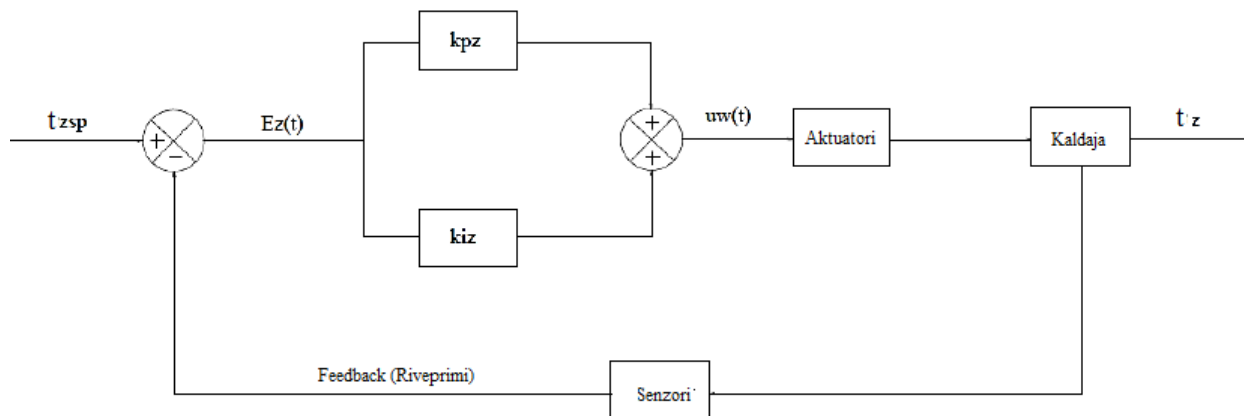 kpz
t'zsp
+
−
Ez(t)
+
+
uw(t)
Aktuatori
Kaldaja
t'z
kiz
Feedback (Riveprimi)
Senzori